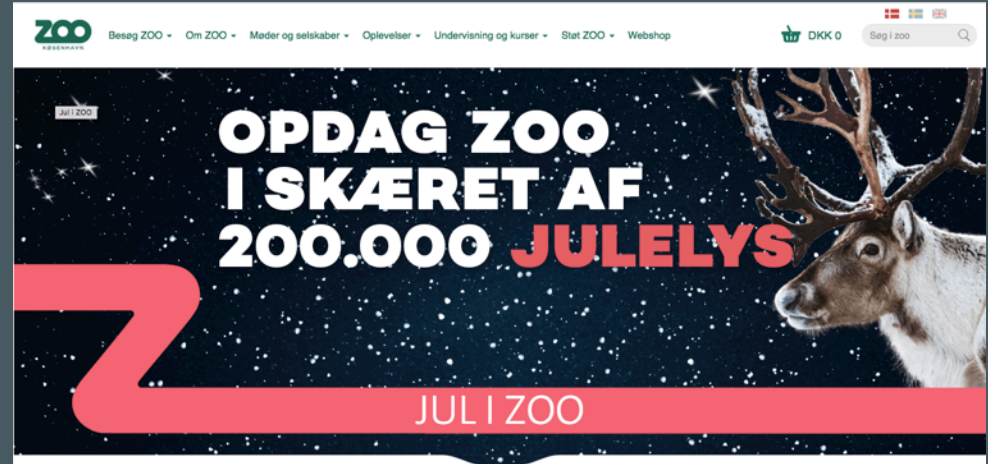 ZOO
KØBENHAVN
Besøg ZOO
Om ZOO
Møder og selskaber
Oplevelser
Undervisning og kurser
Støt ZOO
Webshop
DKK 0
Søg i zoo
Jul i ZOO
OPDAG ZOO
I SKÆRET AF
200.000 JULELYS
JUL I ZOO